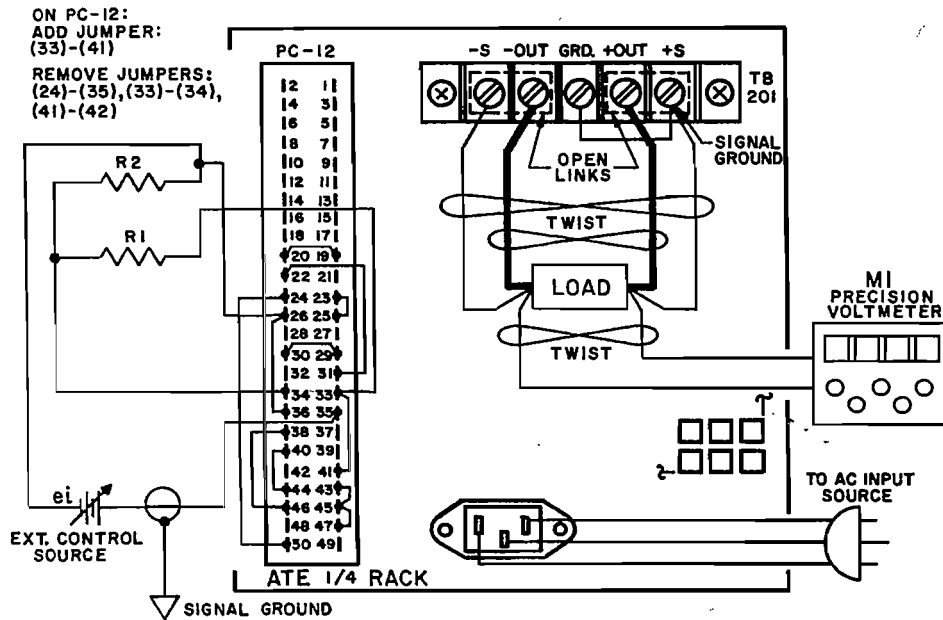 ON PC-12:
ADD JUMPER:
(33)-(41)
REMOVE JUMPERS:
(24)-(35),(33)-(34),
(41)-(42)
PC-12
2 1
4 3
6 5
8 7
10 9
12 11
14 13
16 15
18 17
20 19
22 21
24 23
26 25
28 27
30 29
32 31
34 33
36 35
38 37
40 39
42 41
44 43
46 45
48 47
50 49
R2
R1
ei
EXT. CONTROL
SOURCE
SIGNAL GROUND
ATE 1/4 RACK
-S -OUT GRD. +OUT +S
TB
201
SIGNAL
GROUND
OPEN
LINKS
TWIST
LOAD
TWIST
M1
PRECISION
VOLTMETER
TO AC INPUT
SOURCE